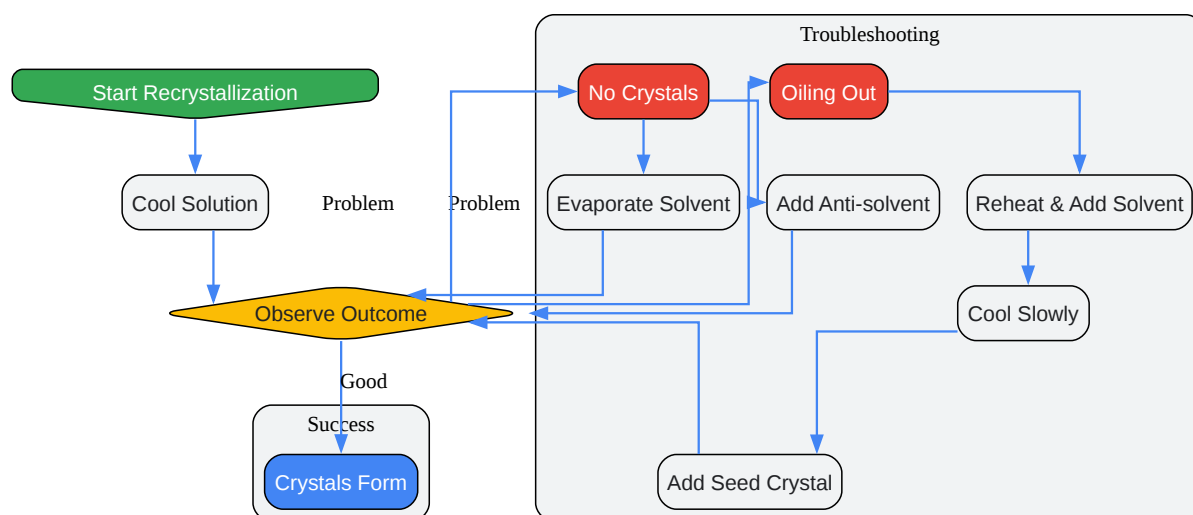 Troubleshooting
Start Recrystallization
No Crystals
Oiling Out
Cool Solution
Problem
Problem
Evaporate Solvent
Add Anti-solvent
Reheat & Add Solvent
Observe Outcome
Cool Slowly
Good
Success
Crystals Form
Add Seed Crystal